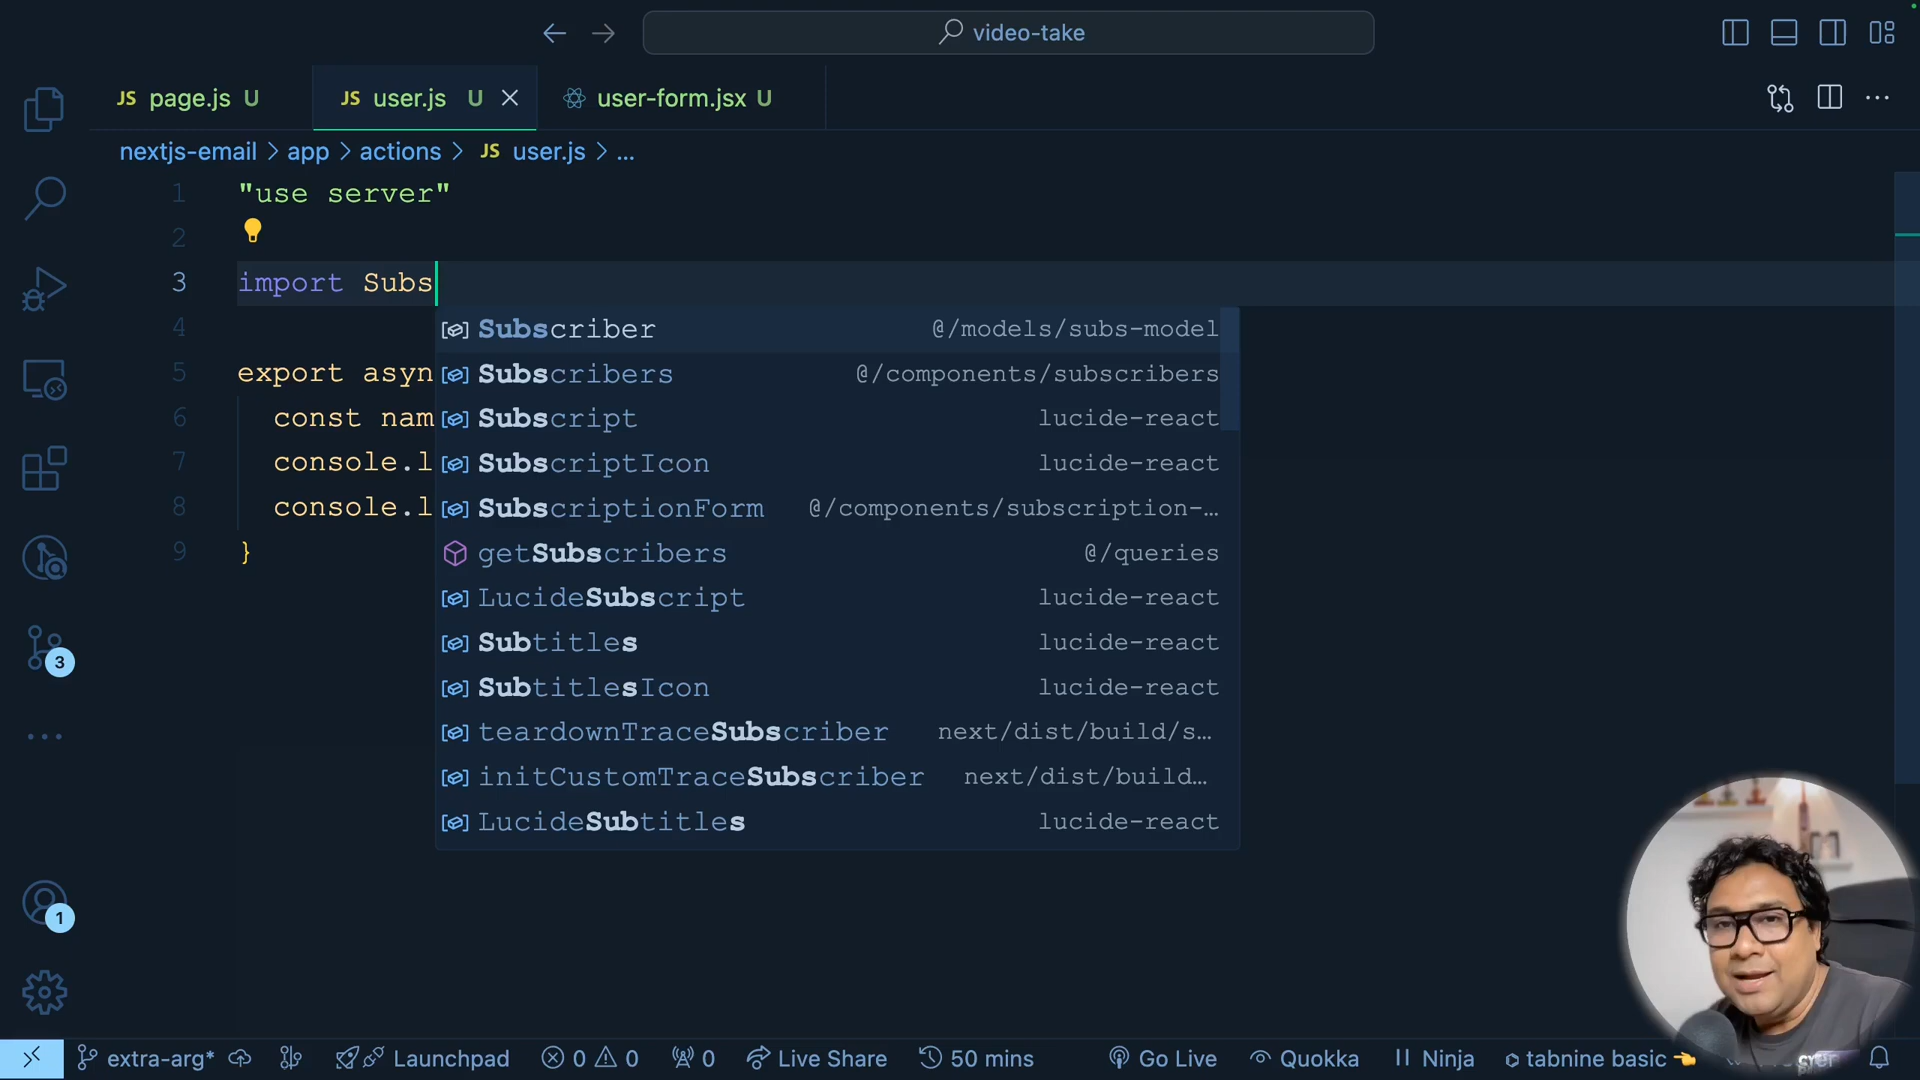 video-take
JS page.js U
JS user.js U
user-form.jsx U
nextjs-email > app > actions > JS user.js > ...
1 "use server"
2
3 import Subs
4
5 export asyn
6 const nam
7 console.l
8 console.l
9 }
Subscriber @/models/subs-model
Subscribers @/components/subscribers
Subscript lucide-react
SubscriptIcon lucide-react
SubscriptionForm @/components/subscription-…
getSubscribers @/queries
LucideSubscript lucide-react
Subtitles lucide-react
SubtitlesIcon lucide-react
teardownTraceSubscriber next/dist/build/s…
initCustomTraceSubscriber next/dist/build…
LucideSubtitles lucide-react
3
1
extra-arg* Launchpad 0 0 0 Live Share 50 mins Go Live Quokka Ninja tabnine basic